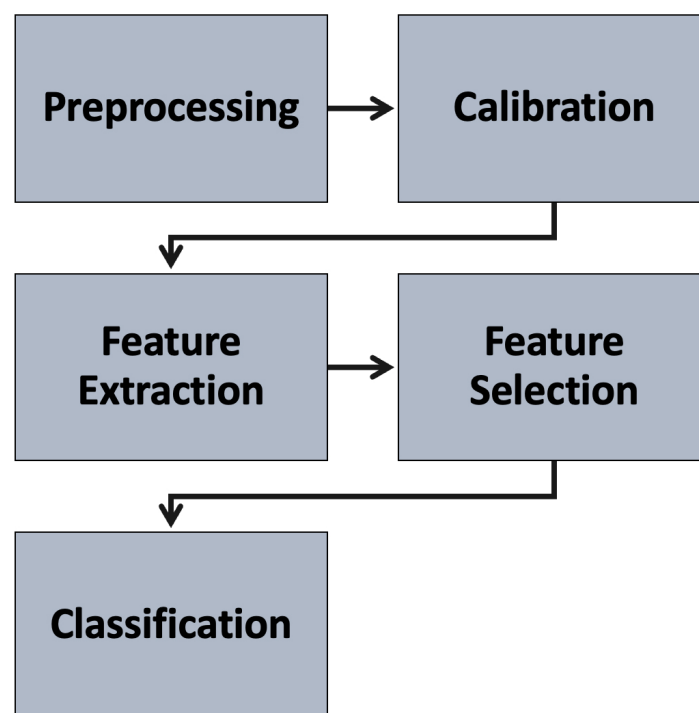 Preprocessing
Calibration
Feature
Extraction
Feature
Selection
Classification